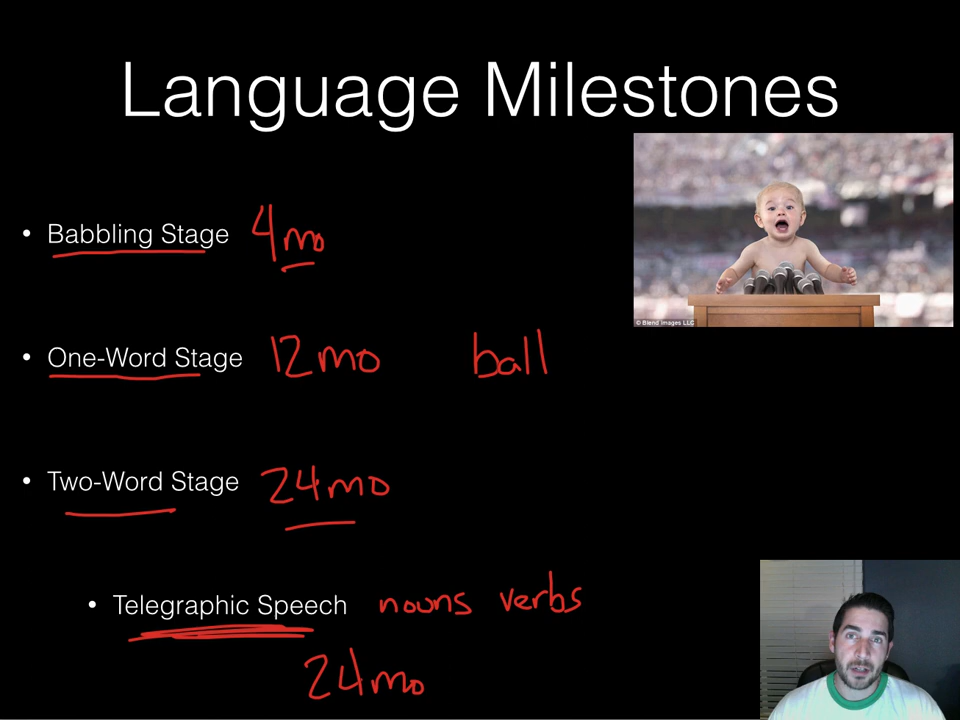 Language Milestones
© Blend Images LLC
• Babbling Stage 4mo
• One-Word Stage 12mo ball
• Two-Word Stage 24mo
• Telegraphic Speech nouns verbs
24mo